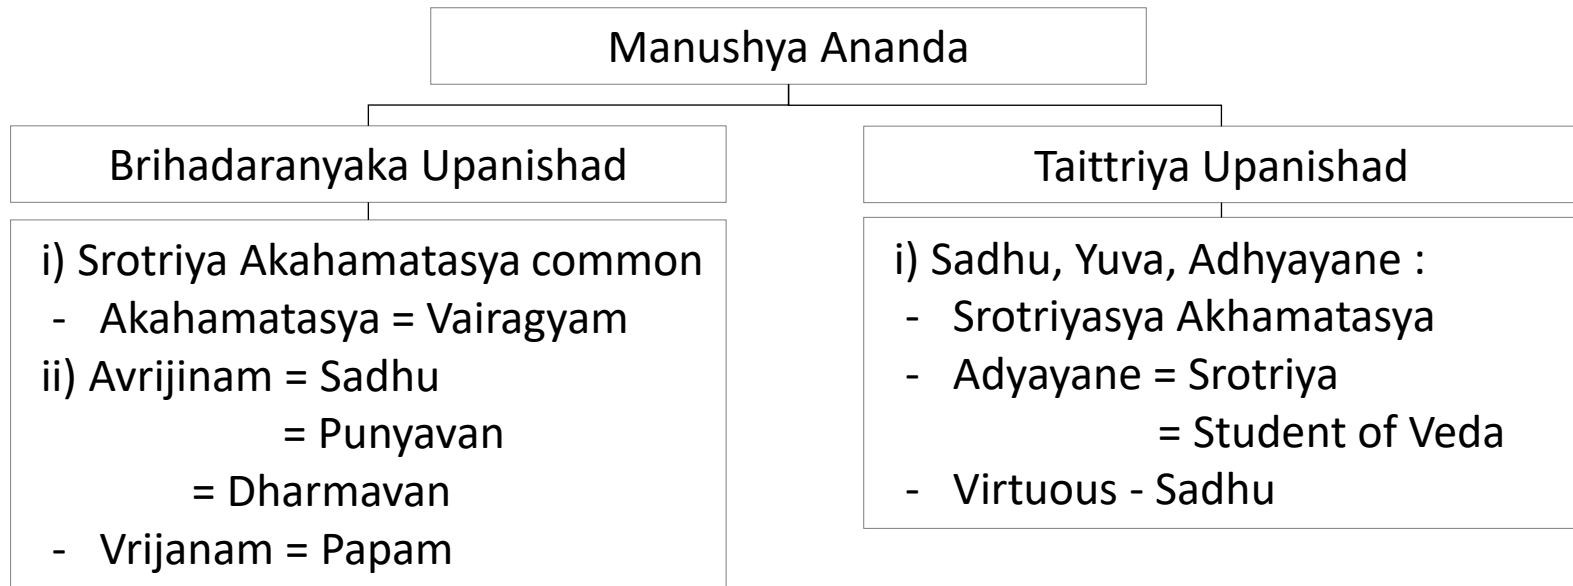 Manushya Ananda
Brihadaranyaka Upanishad
i) Srotriya Akahamatasya common
- Akahamatasya = Vairagyam
ii) Avrijinam = Sadhu
= Punyavan
= Dharmavan
- Vrijanam = Papam
Taittriya Upanishad
i) Sadhu, Yuva, Adhyayane :
- Srotriyasya Akhamatasya
- Adyayane = Srotriya
= Student of Veda
- Virtuous - Sadhu